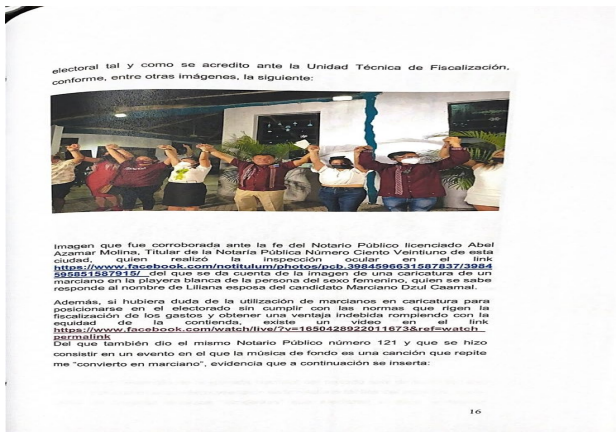 electoral tal y como se acredito ante la Unidad Técnica de Fiscalización,
conforme, entre otras imágenes, la siguiente:
Imagen que fue corroborada ante la fe del Notario Público licenciado Abel
Azamar Molina, Titular de la Notaría Pública Número Ciento Veintiuno de esta
ciudad, quien realizó la inspección ocular en el link
https://www.facebook.com/notitulum/photos/pcb.3984596631587837/3984
595851587915/ del que se da cuenta de la imagen de una caricatura de un
marciano en la playera blanca de la persona del sexo femenino, quien se sabe
responde al nombre de Liliana esposa del candidato Marciano Dzul Caamal.
Además, si hubiera duda de la utilización de marcianos en caricatura para
posicionarse en el electorado sin cumplir con las normas que rigen la
fiscalización de los gastos y obtener una ventaja indebida rompiendo con la
equidad de la contienda, existe un video en el link
https://www.facebook.com/watch/live/?v=1650428922011673&ref=watch_
permalink
Del que también dio el mismo Notario Público número 121 y que se hizo
consistir en un evento en el que la música de fondo es una canción que repite
me "convierto en marciano", evidencia que a continuación se inserta:
16